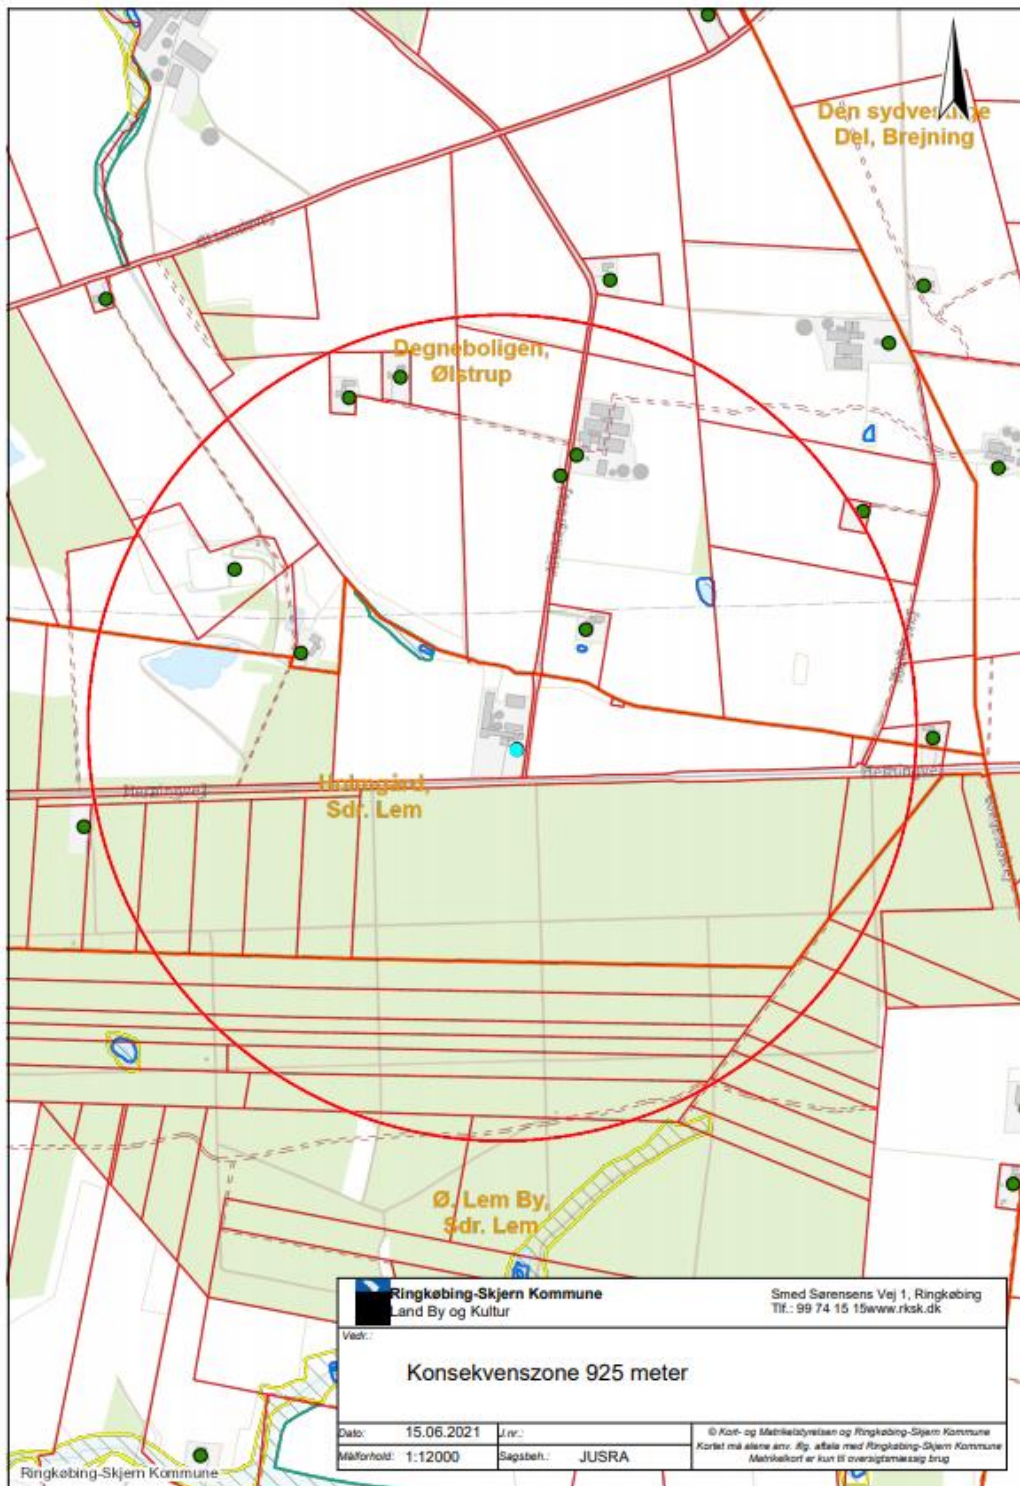 Den sydvestlige
Del, Brejning
Degneboligen,
Ølstrup
Herningvej
Holmgård,
Sdr. Lem
Herningvej
Ø. Lem By,
Sdr. Lem
Ringkøbing-Skjern Kommune
Land By og Kultur
Smed Sørensens Vej 1, Ringkøbing
Tlf.: 99 74 15 15www.rksk.dk
Vedr.:
Konsekvenszone 925 meter
Dato: 15.06.2021 J.nr.:
Målforhold: 1:12000 Sagsbeh.: JUSRA
© Kort- og Matrikelstyrelsen og Ringkøbing-Skjern Kommune
Kortet må alene anv. iflg. aftale med Ringkøbing-Skjern Kommune
Matrikelkort er kun til oversigtsmæssig brug
Ringkøbing-Skjern Kommune